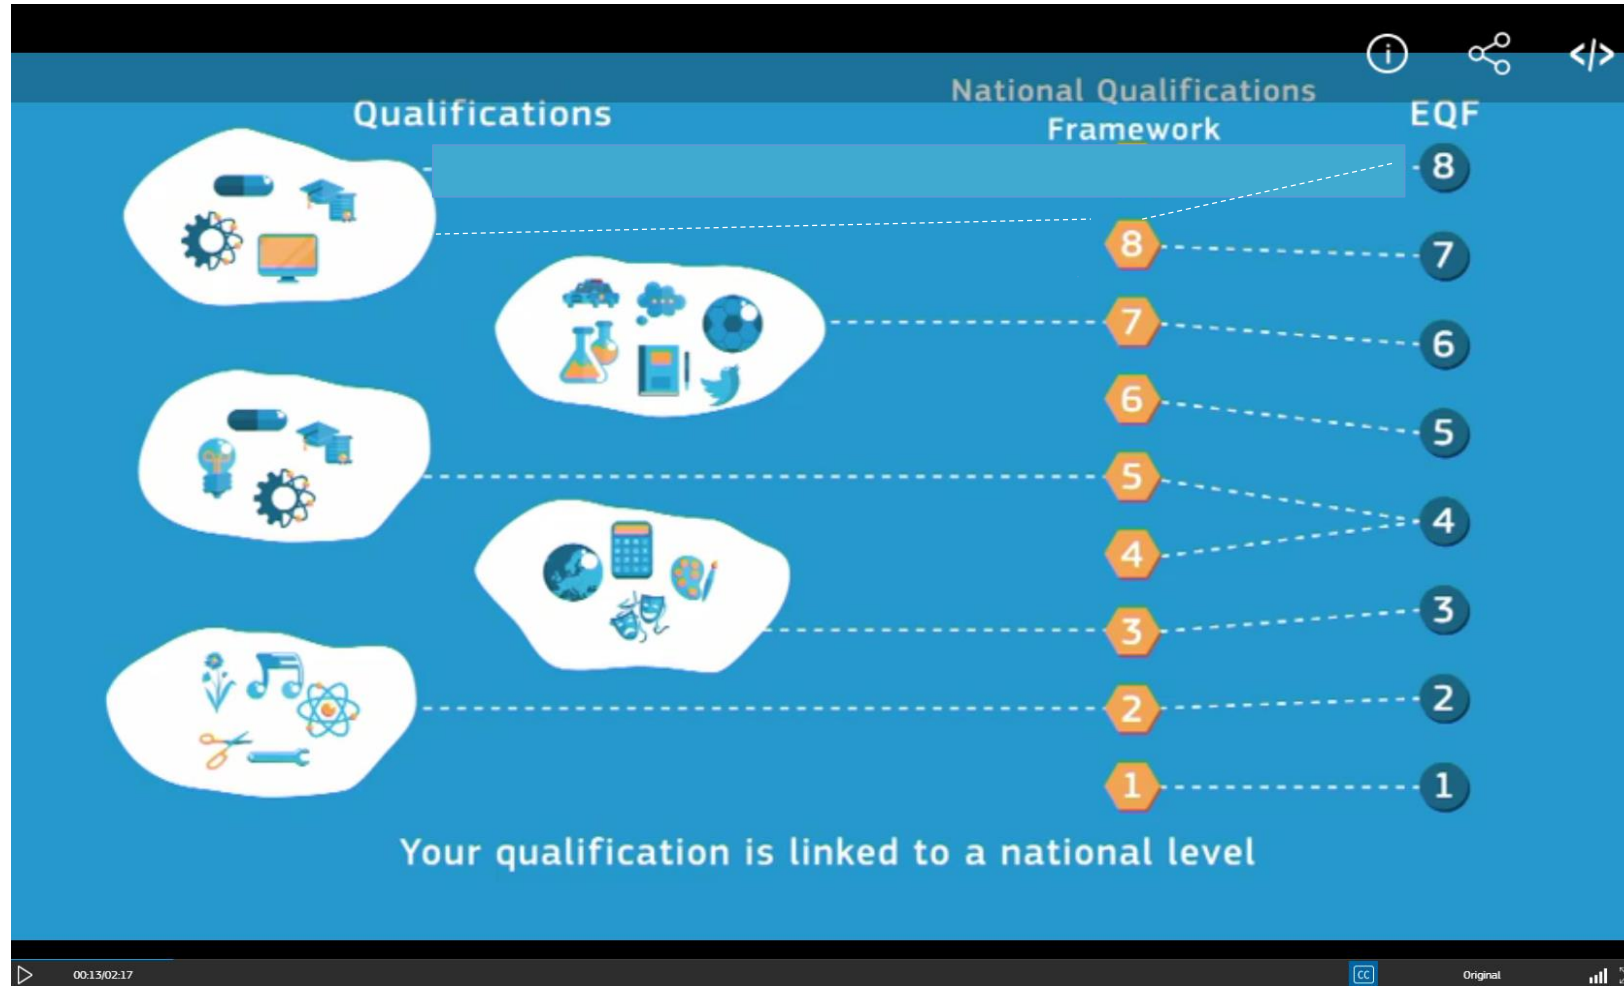 National Qualifications
Qualifications
Framework
EQF
8
8
7
7
6
6
5
5
4
4
3
3
2
2
1
1
Your qualification is linked to a national level
00:13/02:17
CC
Original